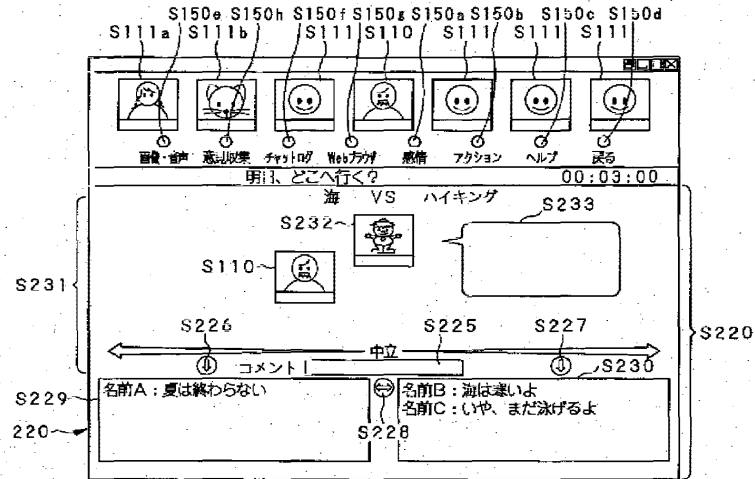 S150e S150h S150f S150g S150a S150b S150c S150d
S111a S111b S111 S110 S111 S111 S111
画像・音声 意見収集 チャットログ Webブラウザ 感情 アクション ヘルプ 戻る
明日、どこへ行く? 00:03:00
海 VS ハイキング
S233
S232
S110
S231
S220
S226 S225 S227
中立
コメント
S230
S229
名前A:夏は終わらない
名前B:海は寒いよ
名前C:いや、まだ泳げるよ
220
S228